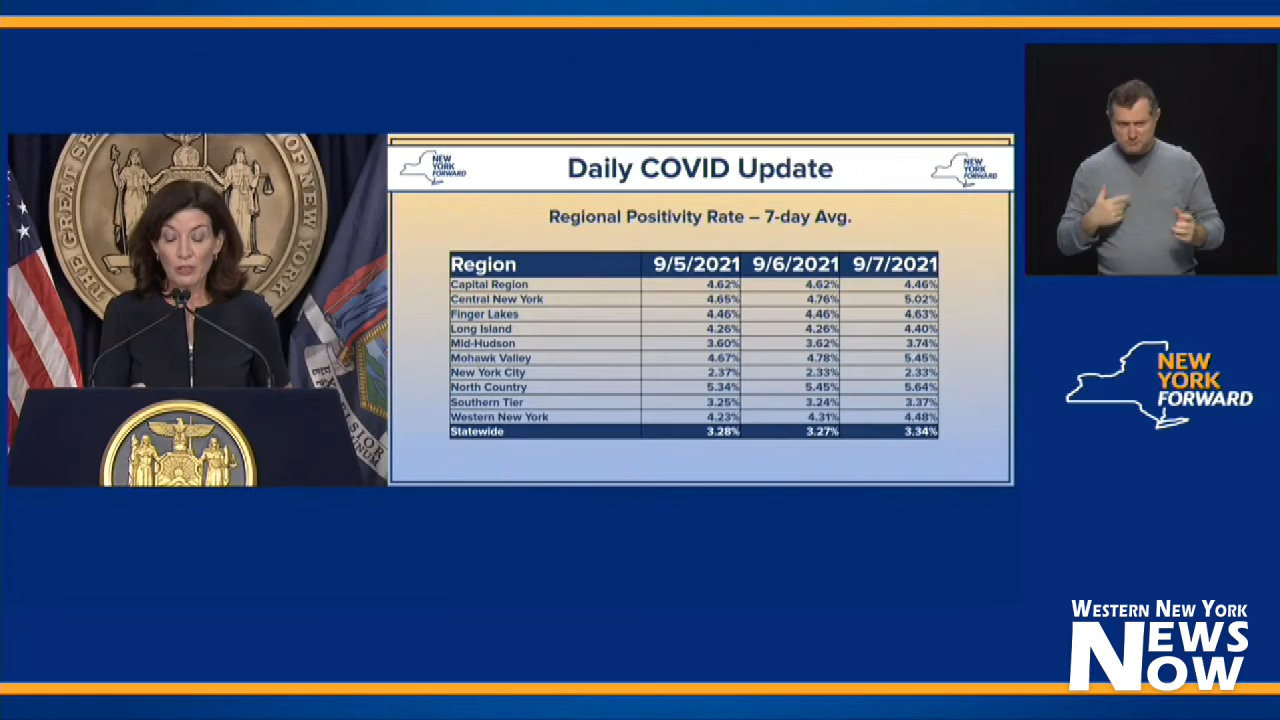 THE GREAT SE
OF NEW YORK
NEW
YORK
FORWARD
Daily COVID Update
NEW
YORK
FORWARD
Regional Positivity Rate – 7-day Avg.
Region 9/5/2021 9/6/2021 9/7/2021
Capital Region 4.62% 4.62% 4.46%
Central New York 4.65% 4.76% 5.02%
Finger Lakes 4.46% 4.46% 4.63%
Long Island 4.26% 4.26% 4.40%
Mid-Hudson 3.60% 3.62% 3.74%
Mohawk Valley 4.67% 4.78% 5.45%
New York City 2.37% 2.33% 2.33%
North Country 5.34% 5.45% 5.64%
Southern Tier 3.25% 3.24% 3.37%
Western New York 4.23% 4.31% 4.48%
Statewide 3.28% 3.27% 3.34%
NEW
YORK
FORWARD
WESTERN NEW YORK
NEWS
NOW